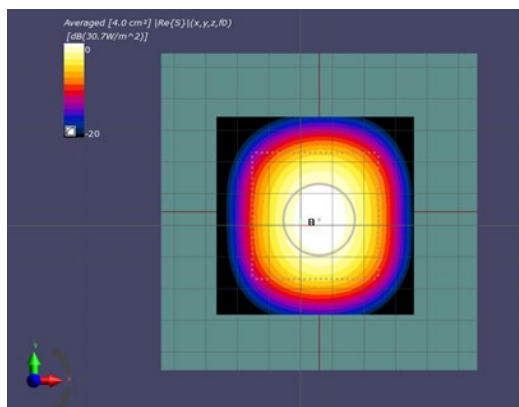 Averaged [4.0 cm²] |Re{S}|(x,y,z,f0)
[dB(30.7W/m^2)]
0
-20
y
x